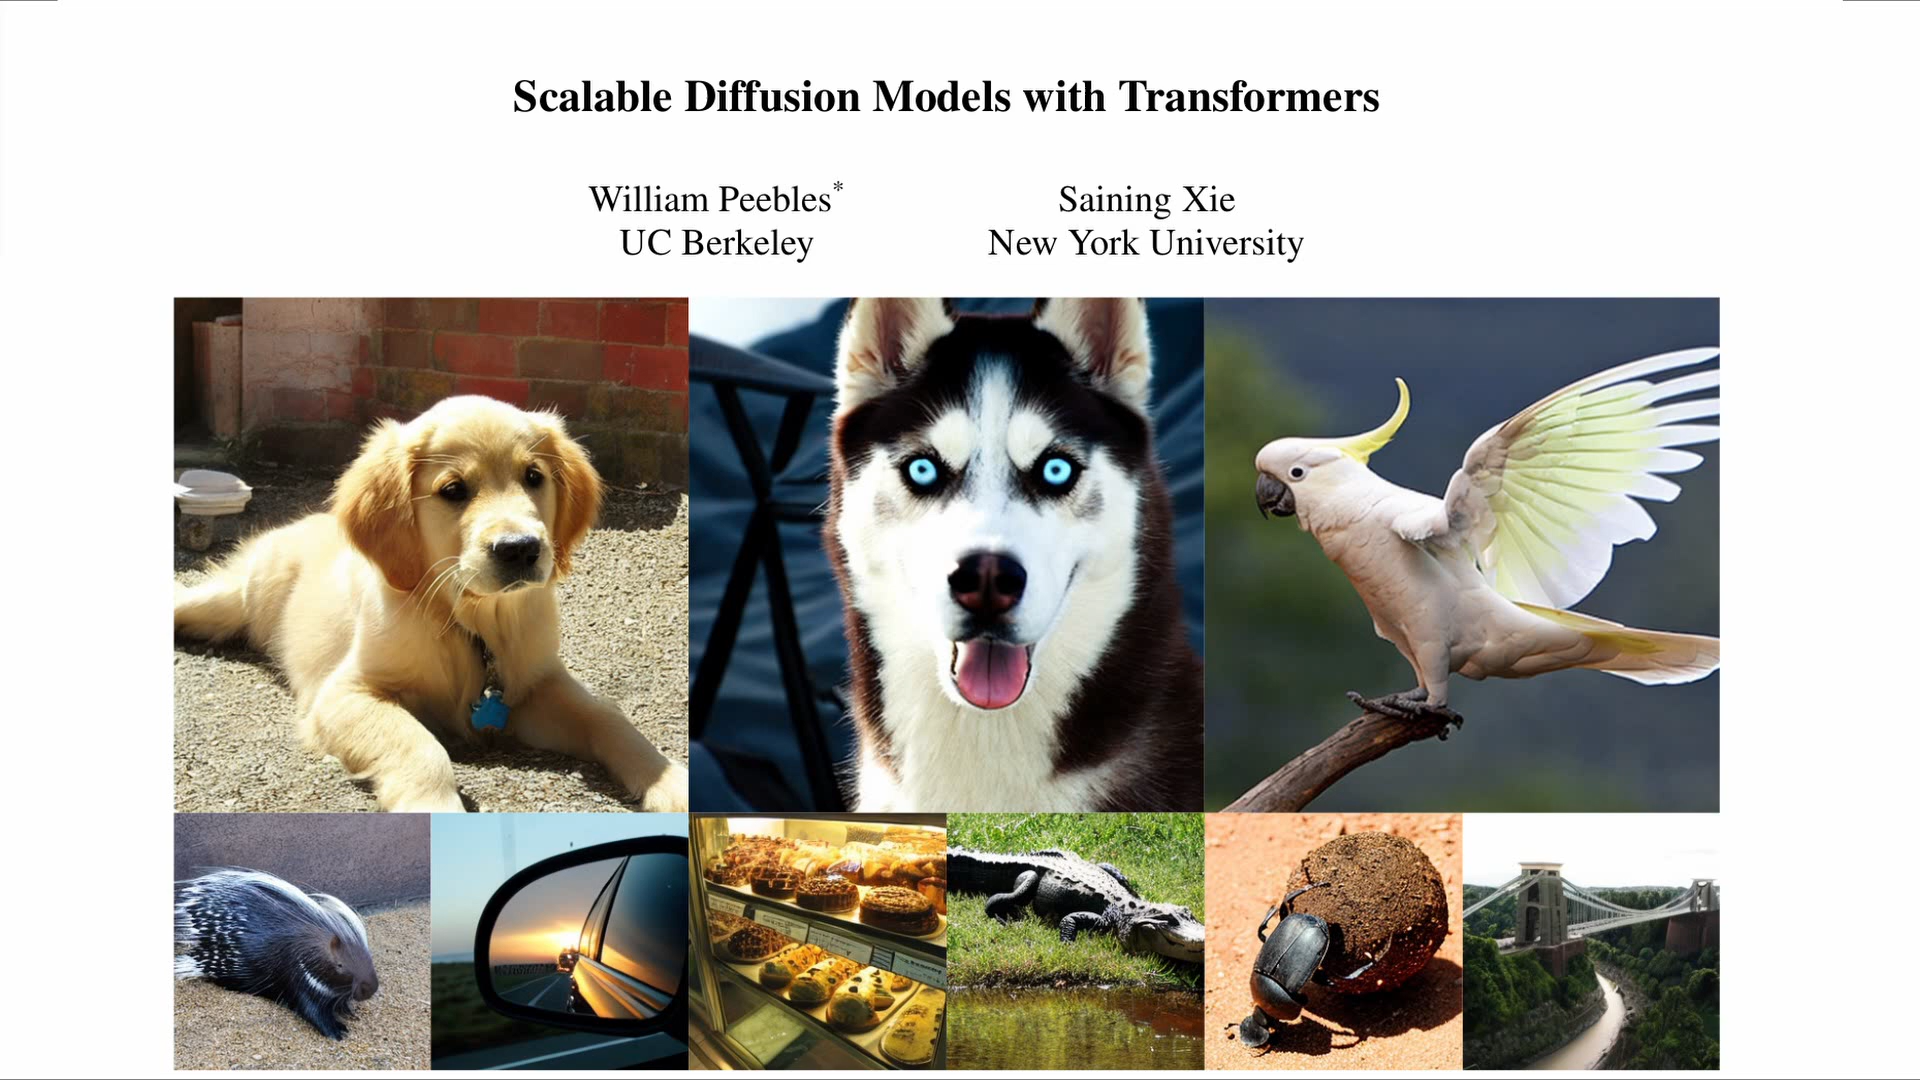 Scalable Diffusion Models with Transformers
William Peebles* Saining Xie
UC Berkeley New York University